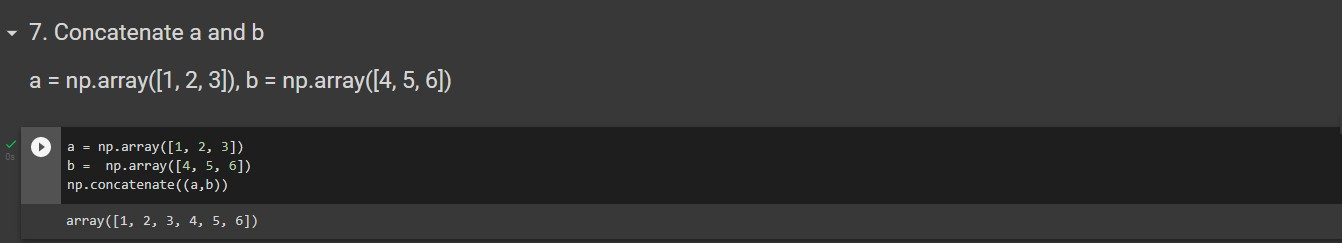 7. Concatenate a and b
a = np.array([1, 2, 3]), b = np.array([4, 5, 6])
a = np.array([1, 2, 3])
0s
b =  np.array([4, 5, 6])
np.concatenate((a,b))
array([1, 2, 3, 4, 5, 6])